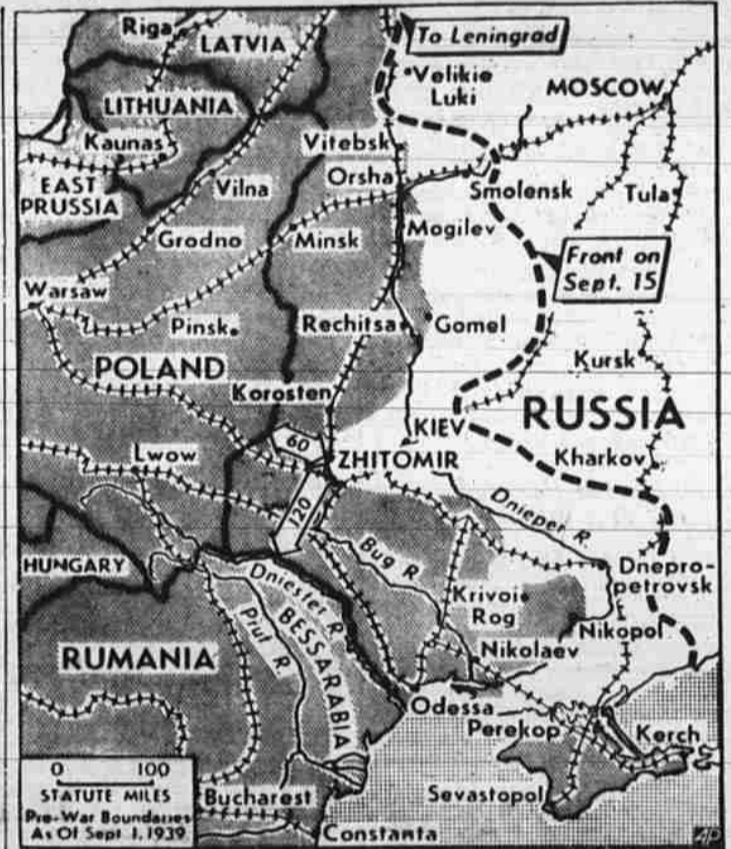 Riga
LATVIA
To Leningrad
Velikie
Luki
MOSCOW
LITHUANIA
Kaunas
Vitebsk
Orsha
Smolensk
Tula
EAST
PRUSSIA
Vilna
Grodno
Minsk
Mogilev
Front on
Sept. 15
Warsaw
Pinsk
Rechitsa
Gomel
Kursk
POLAND
Korosten
RUSSIA
KIEV
60
Lwow
ZHITOMIR
Kharkov
120
Dnieper R.
HUNGARY
Dniester R.
Bug R
Dnepro-
petrovsk
Krivoi
Rog
Nikopol
Prut R.
BESSARABIA
RUMANIA
Nikolaev
Odessa
Perekop
Kerch
0 100
STATUTE MILES
Pre-War Boundaries
As Of Sept 1, 1939
Bucharest
Sevastopol
Constanta
AP